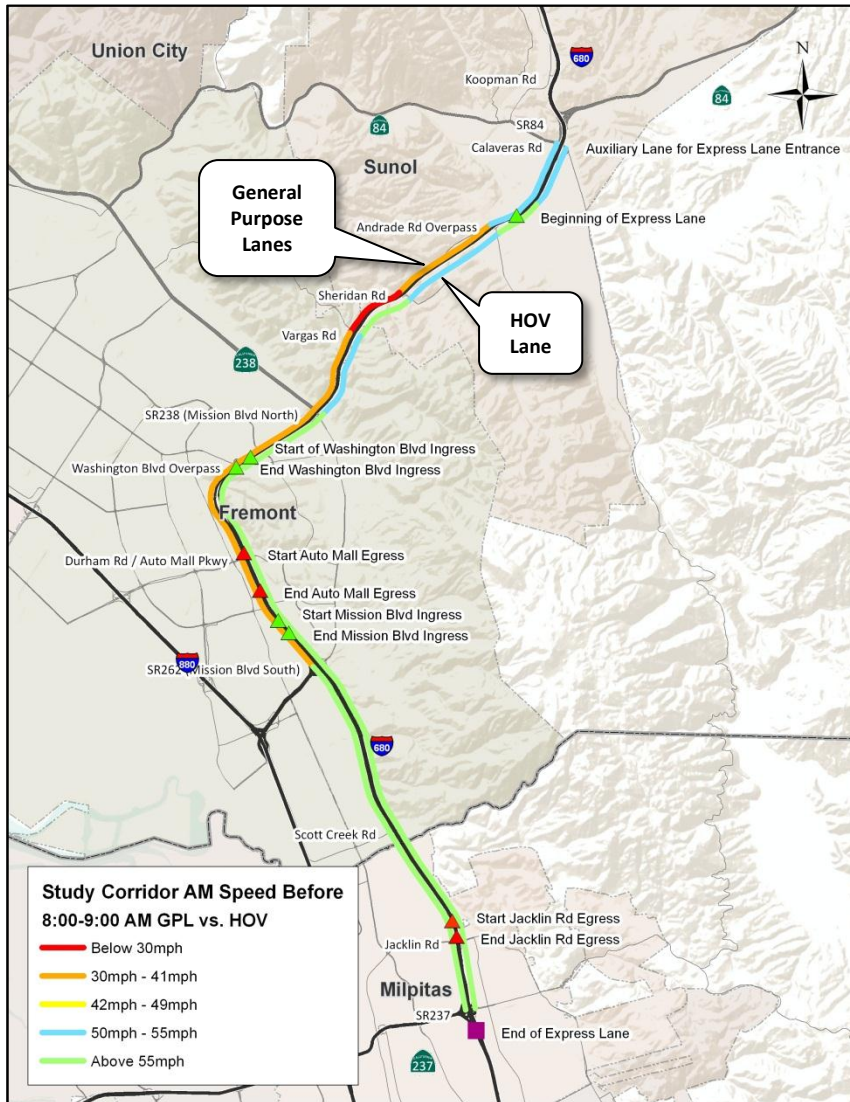 Union City
680
N
Koopman Rd
84
SR84
84
Calaveras Rd
Auxiliary Lane for Express Lane Entrance
Sunol
General
Purpose
Lanes
Andrade Rd Overpass
Beginning of Express Lane
Sheridan Rd
HOV
Lane
Vargas Rd
238
SR238 (Mission Blvd North)
Start of Washington Blvd Ingress
Washington Blvd Overpass
End Washington Blvd Ingress
Fremont
Durham Rd / Auto Mall Pkwy
Start Auto Mall Egress
End Auto Mall Egress
Start Mission Blvd Ingress
End Mission Blvd Ingress
880
SR262 (Mission Blvd South)
680
Scott Creek Rd
Study Corridor AM Speed Before
8:00-9:00 AM GPL vs. HOV
Below 30mph
30mph - 41mph
42mph - 49mph
50mph - 55mph
Above 55mph
Start Jacklin Rd Egress
Jacklin Rd
End Jacklin Rd Egress
Milpitas
SR237
End of Express Lane
237